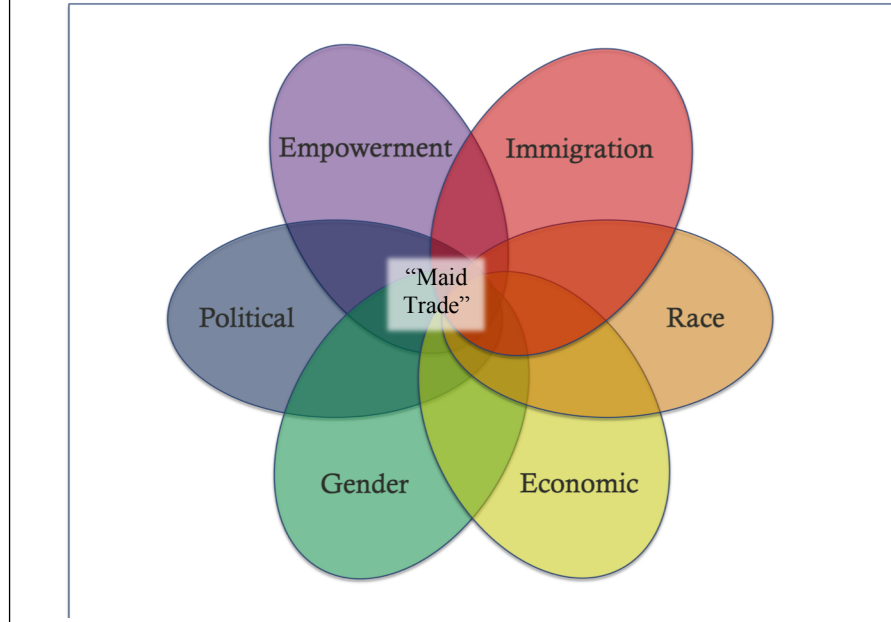 Empowerment
Immigration
“Maid
Trade”
Political
Race
Gender
Economic